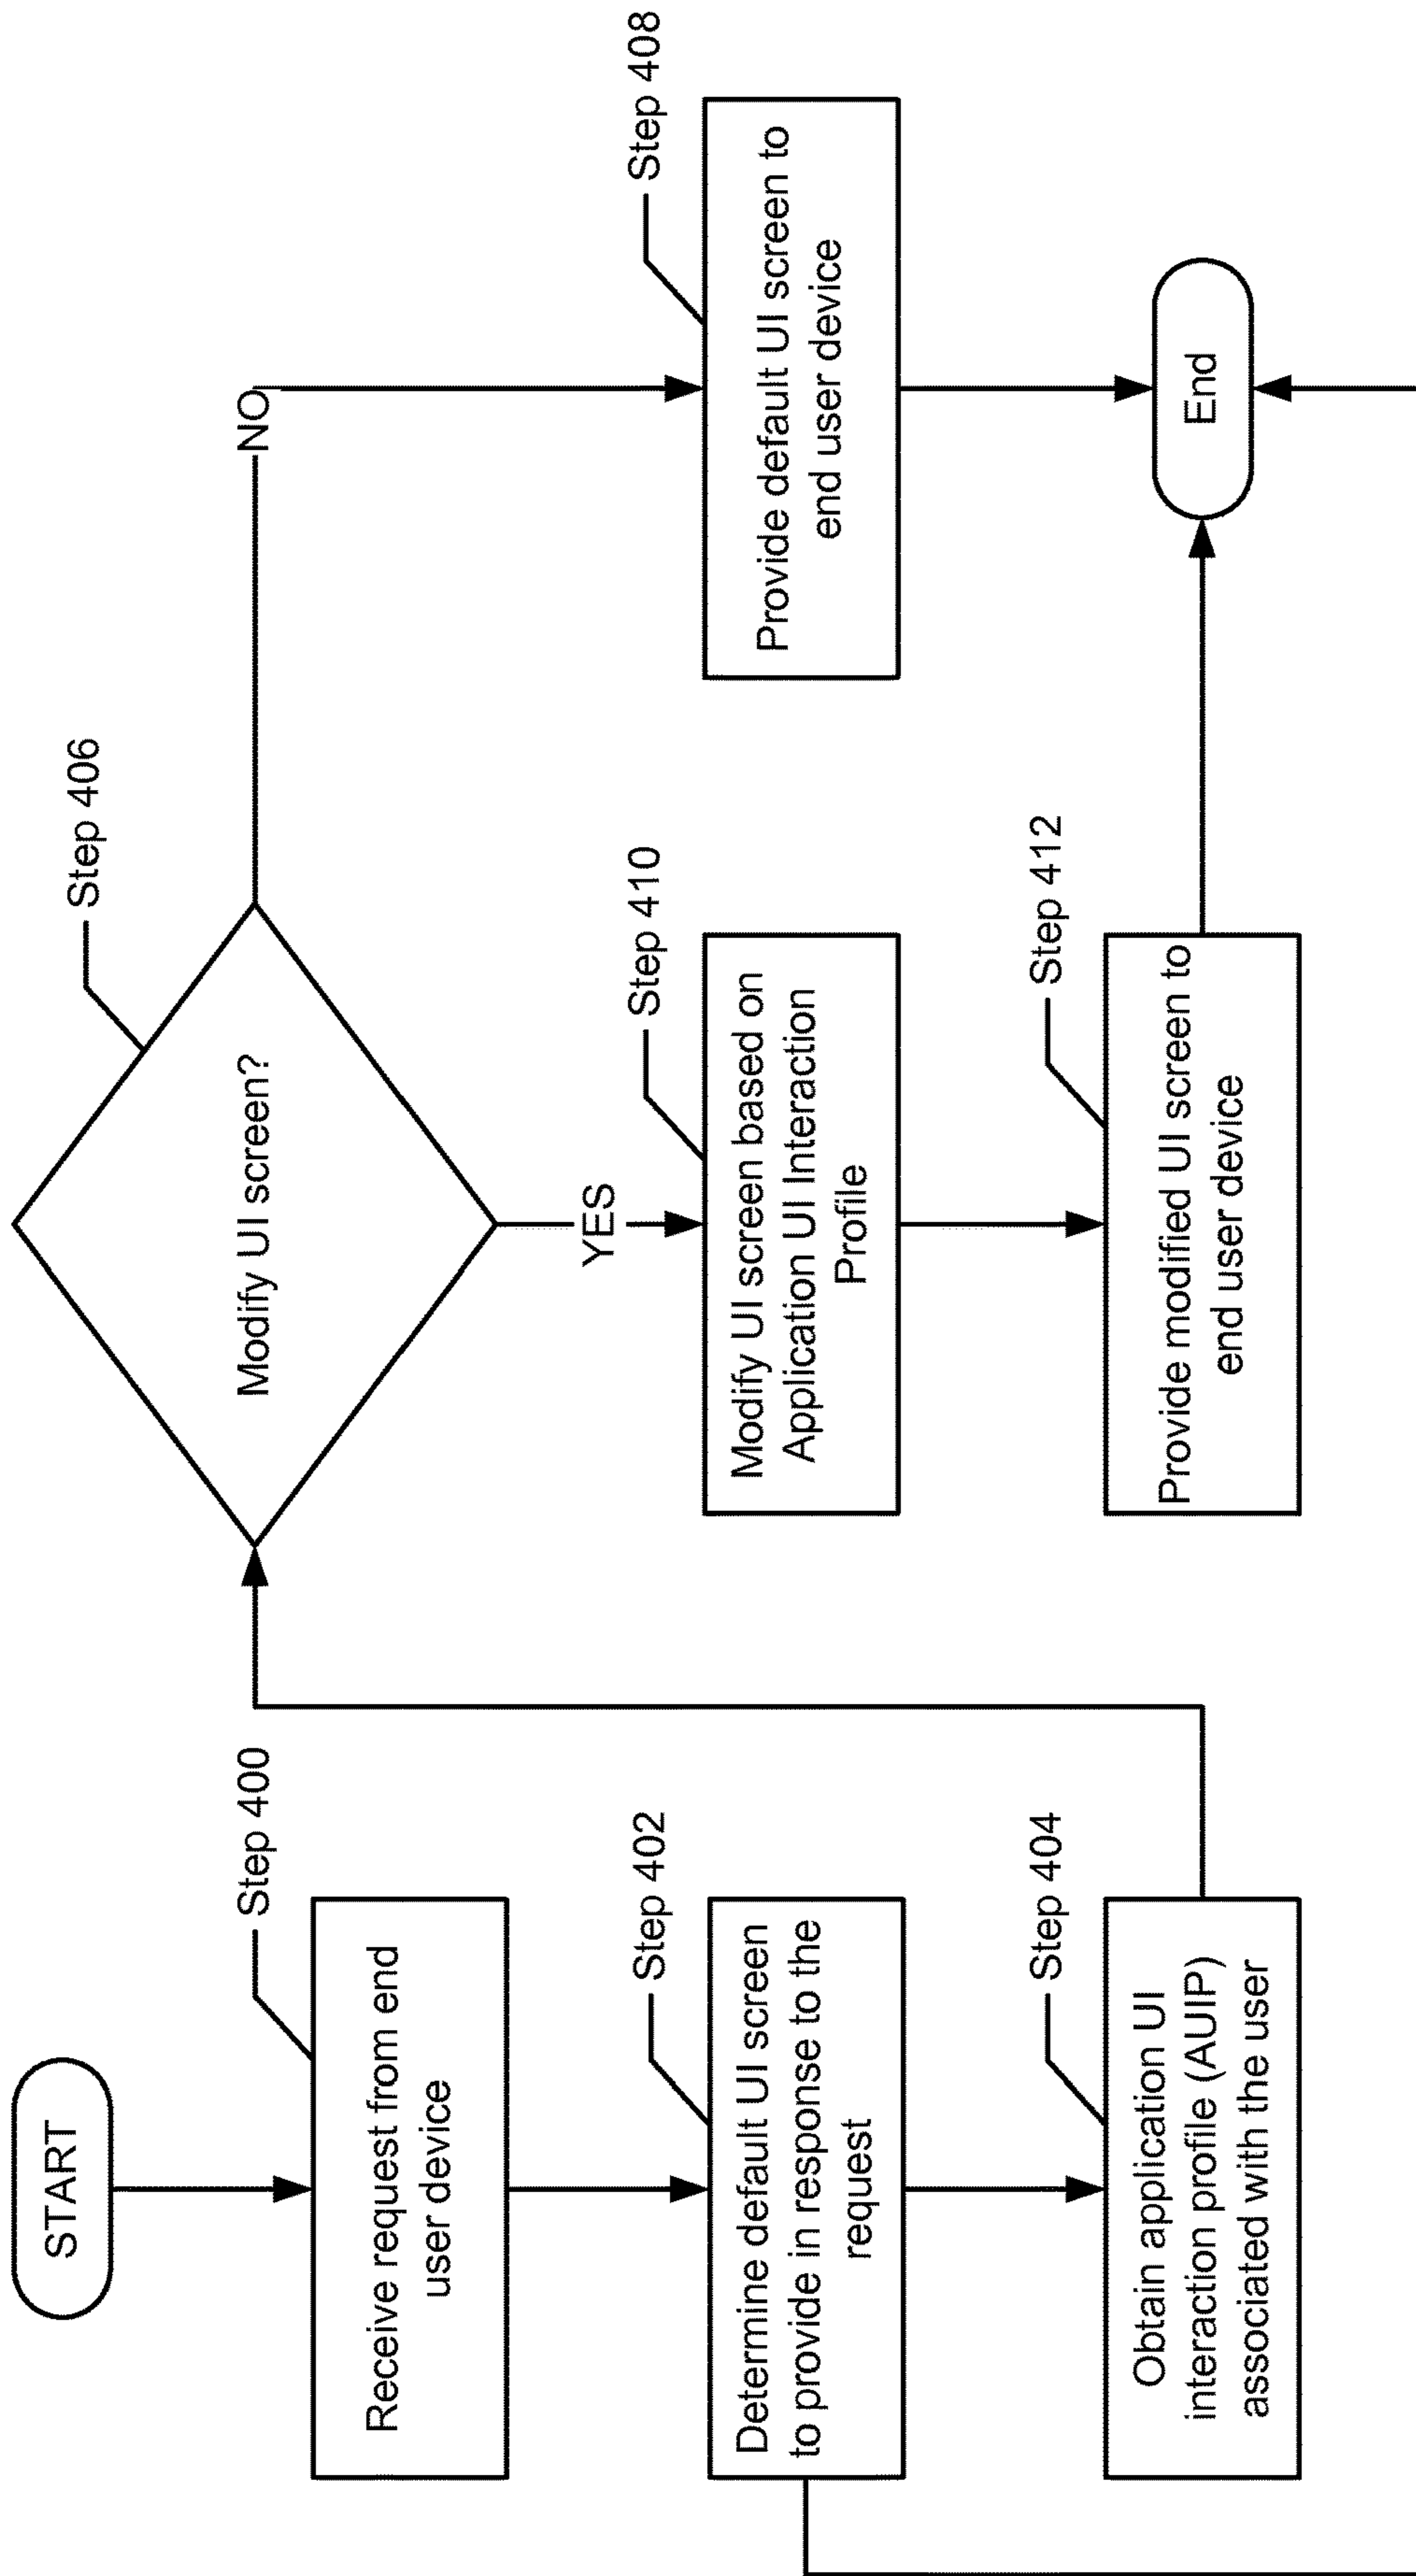 START
Step 400
Receive request from end
user device
Step 402
Determine default UI screen
to provide in response to the
request
Step 404
Obtain application UI
interaction profile (AUIP)
associated with the user
Step 406
Modify UI screen?
NO
YES
Step 410
Modify UI screen based on
Application UI Interaction
Profile
Step 412
Provide modified UI screen to
end user device
Step 408
Provide default UI screen to
end user device
End